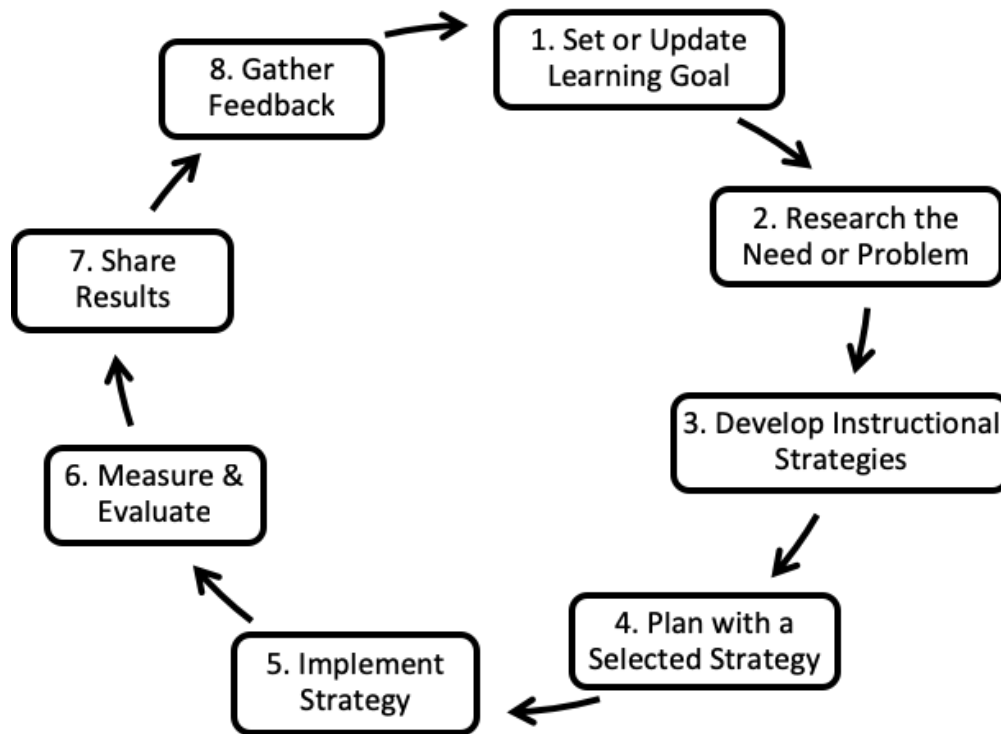 1. Set or Update
Learning Goal
2. Research the
Need or Problem
3. Develop Instructional
Strategies
4. Plan with a
Selected Strategy
5. Implement
Strategy
6. Measure &
Evaluate
7. Share
Results
8. Gather
Feedback